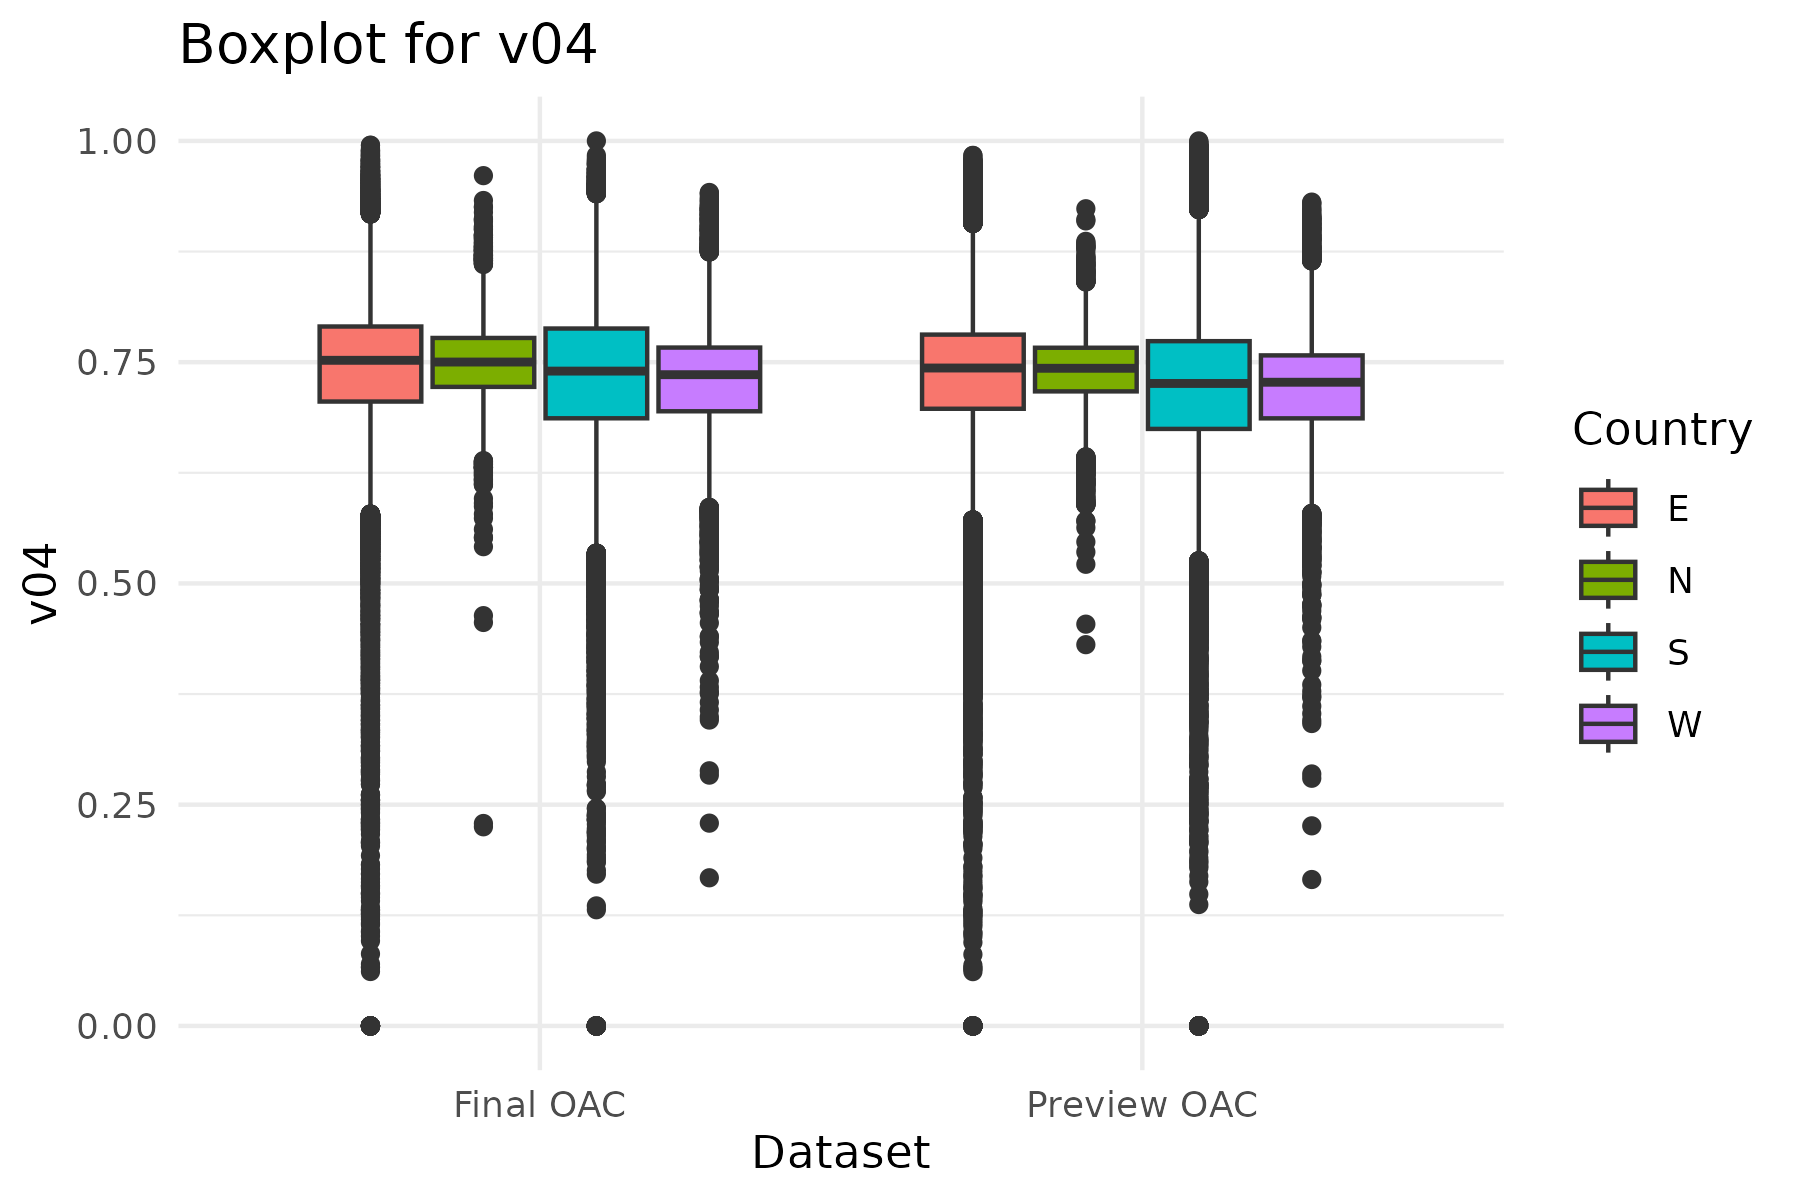 Boxplot for v04
1.00
0.75
0.50
0.25
0.00
v04
Final OAC
Preview OAC
Dataset
Country
E
N
S
W